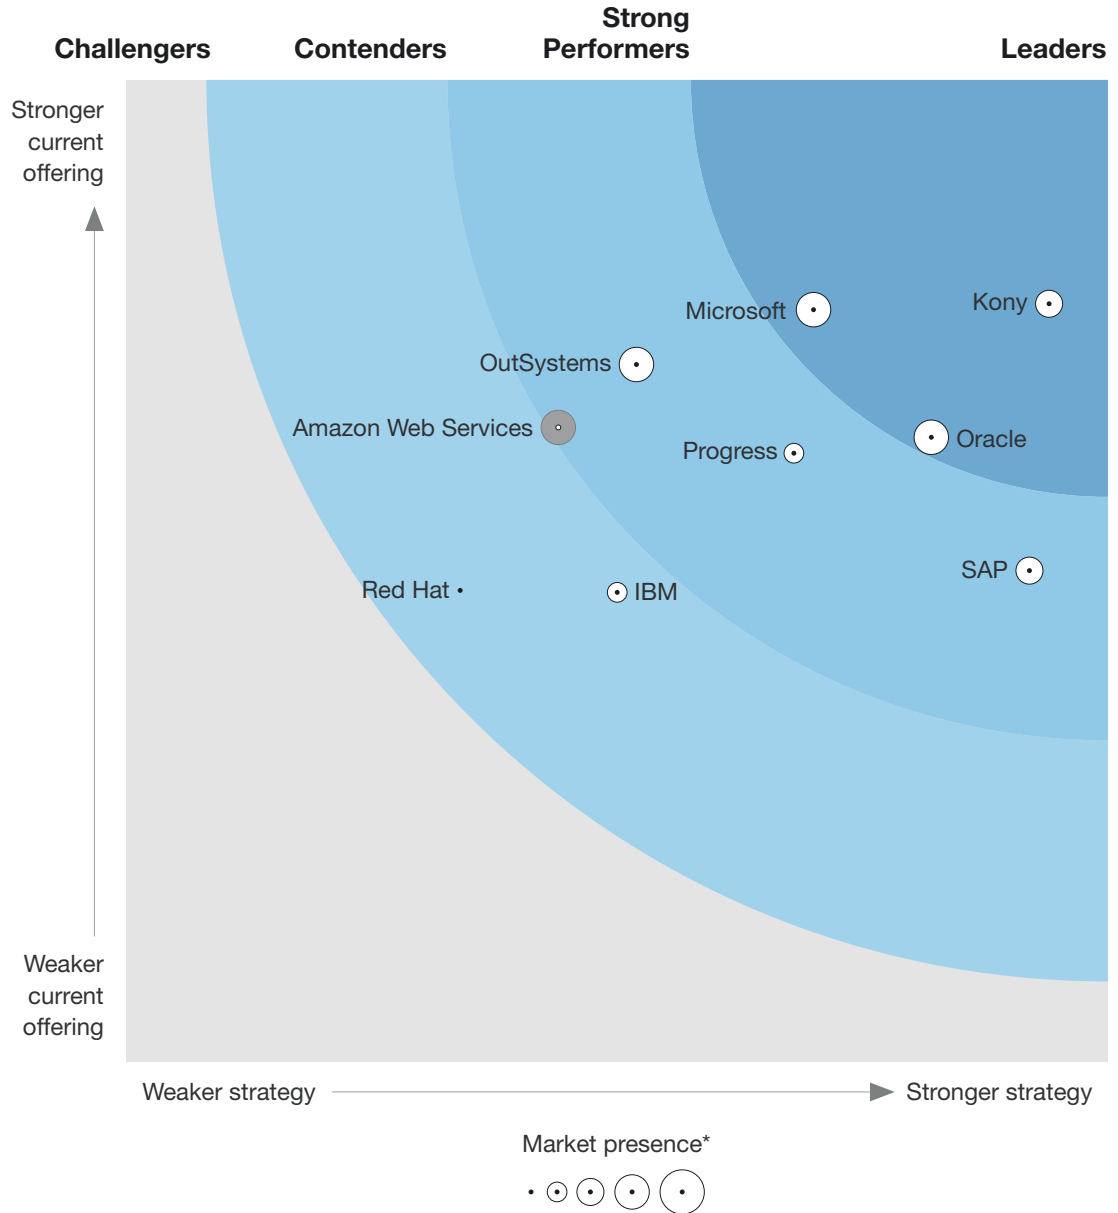 Challengers
Contenders
Strong
Performers
Leaders
Stronger
current
offering
Microsoft
Kony
OutSystems
Amazon Web Services
Progress
Oracle
SAP
Red Hat
IBM
Weaker
current
offering
Weaker strategy
Stronger strategy
Market presence*